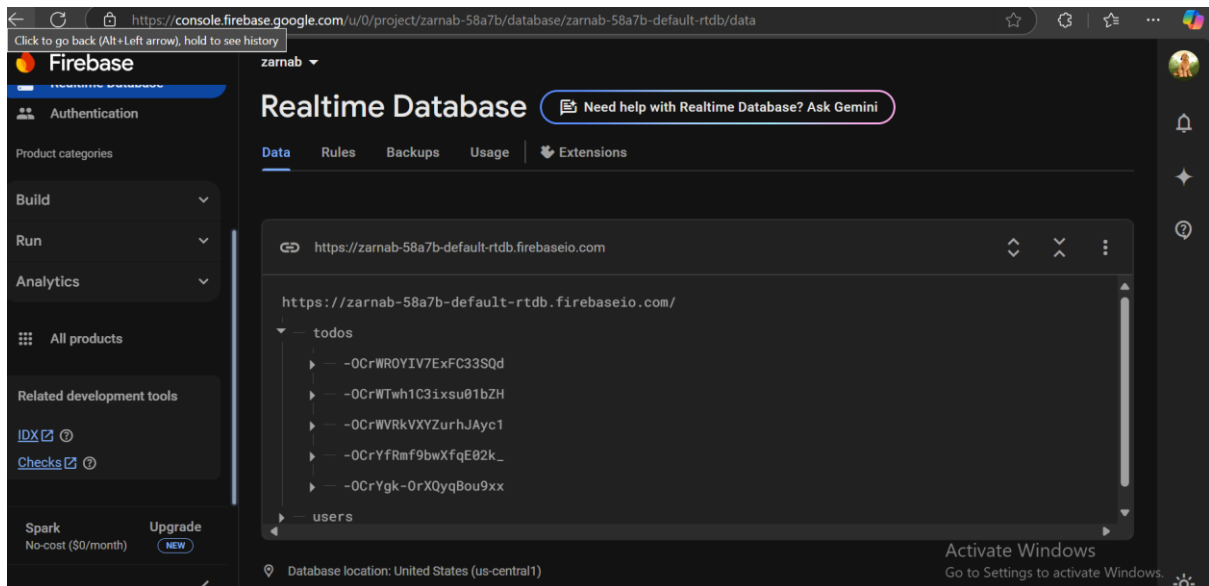 https://console.firebase.google.com/u/0/project/zarnab-58a7b/database/zarnab-58a7b-default-rtdb/data
Click to go back (Alt+Left arrow), hold to see history
Firebase
Realtime Database
Authentication
Product categories
Build
Run
Analytics
All products
Related development tools
IDX
Checks
Spark
No-cost ($0/month)
Upgrade
NEW
zarnab
Realtime Database
Need help with Realtime Database? Ask Gemini
Data Rules Backups Usage Extensions
https://zarnab-58a7b-default-rtdb.firebaseio.com
https://zarnab-58a7b-default-rtdb.firebaseio.com/
todos
-OCrWROYIV7ExFC33SQd
-OCrWTwh1C3ixsu01bZH
-OCrWVRkVXYZurhJAyc1
-OCrYfRmf9bwXfqE02k_
-OCrYgk-OrXQyqBou9xx
users
Database location: United States (us-central1)
Activate Windows
Go to Settings to activate Windows.